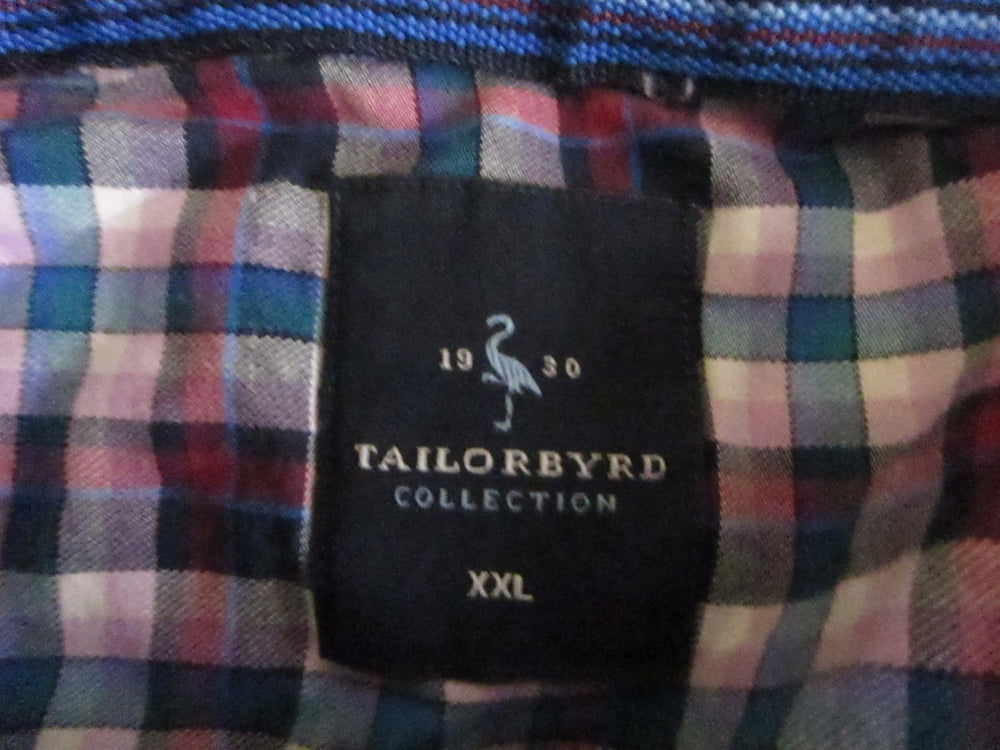 19 30
TAILORBYRD
COLLECTION
XXL